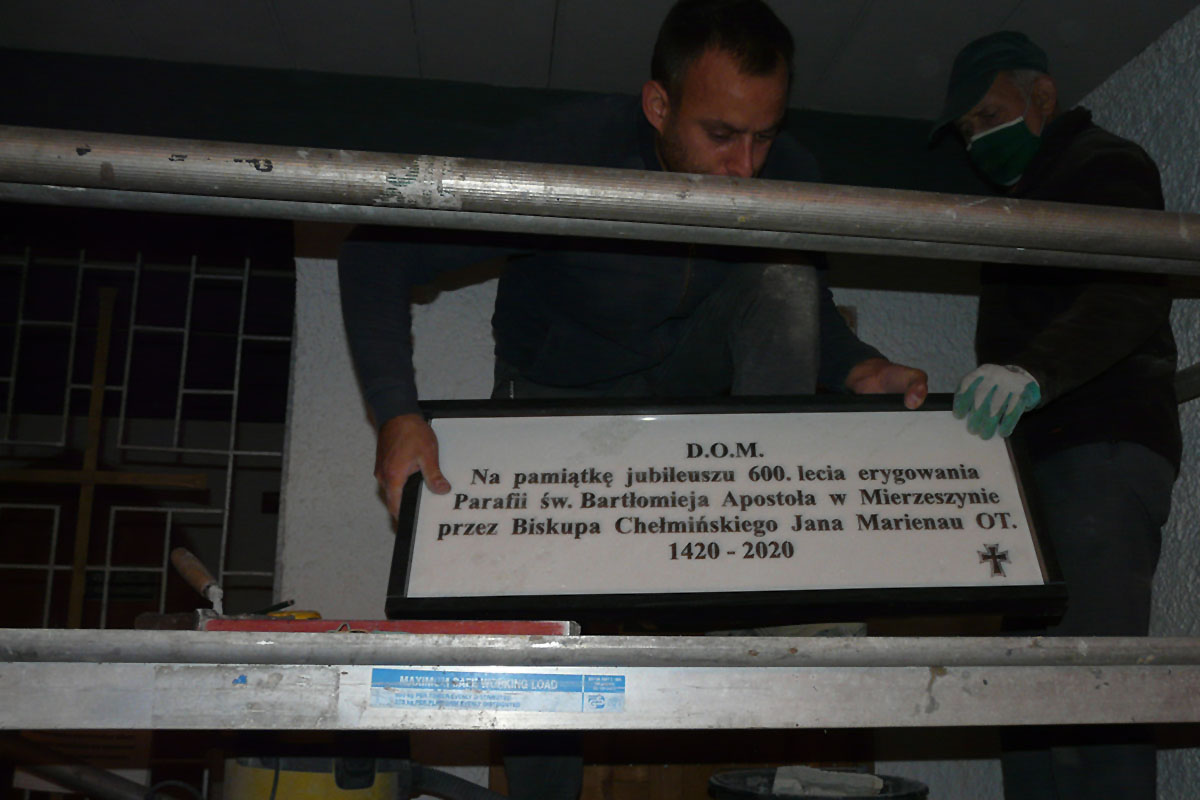 D.O.M.
Na pamiątkę jubileuszu 600. lecia erygowania
Parafii św. Bartłomieja Apostoła w Mierzeszynie
przez Biskupa Chełmińskiego Jana Marienau OT.
1420 - 2020
MAXIMUM SAFE WORKING LOAD